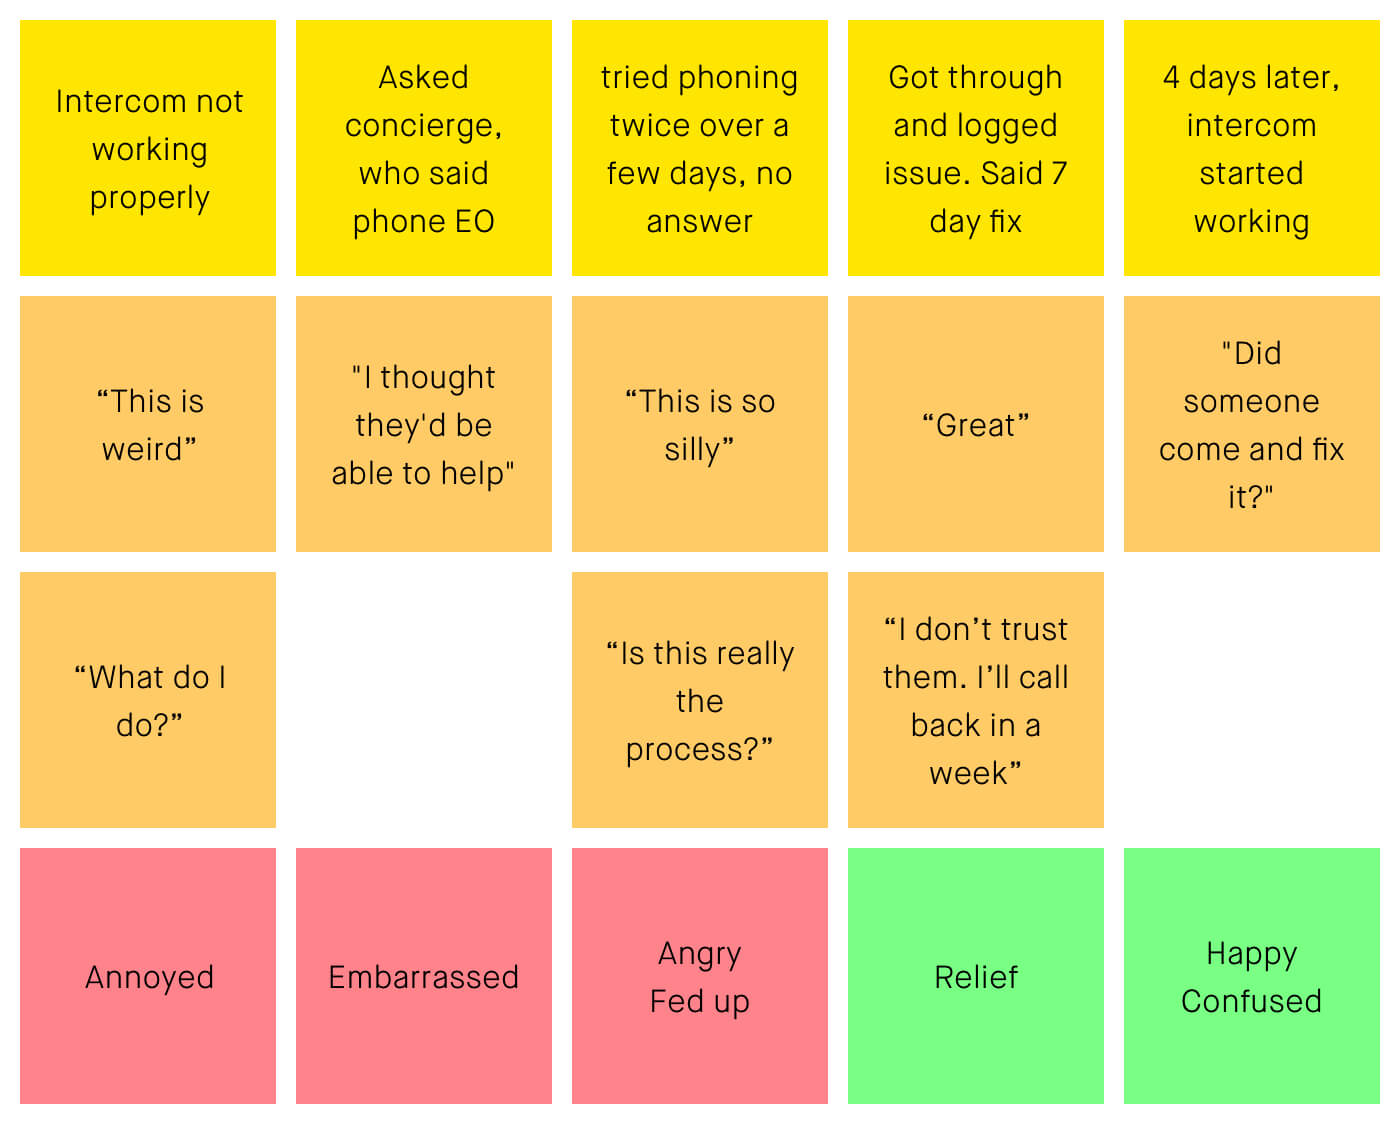 Intercom not
working
properly
Asked
concierge,
who said
phone EO
tried phoning
twice over a
few days, no
answer
Got through
and logged
issue. Said 7
day fix
4 days later,
intercom
started
working
“This is
weird”
"I thought
they'd be
able to help"
“This is so
silly”
“Great”
"Did
someone
come and fix
it?"
“What do I
do?”
“Is this really
the
process?”
“I don’t trust
them. I’ll call
back in a
week”
Annoyed
Embarrassed
Angry
Fed up
Relief
Happy
Confused